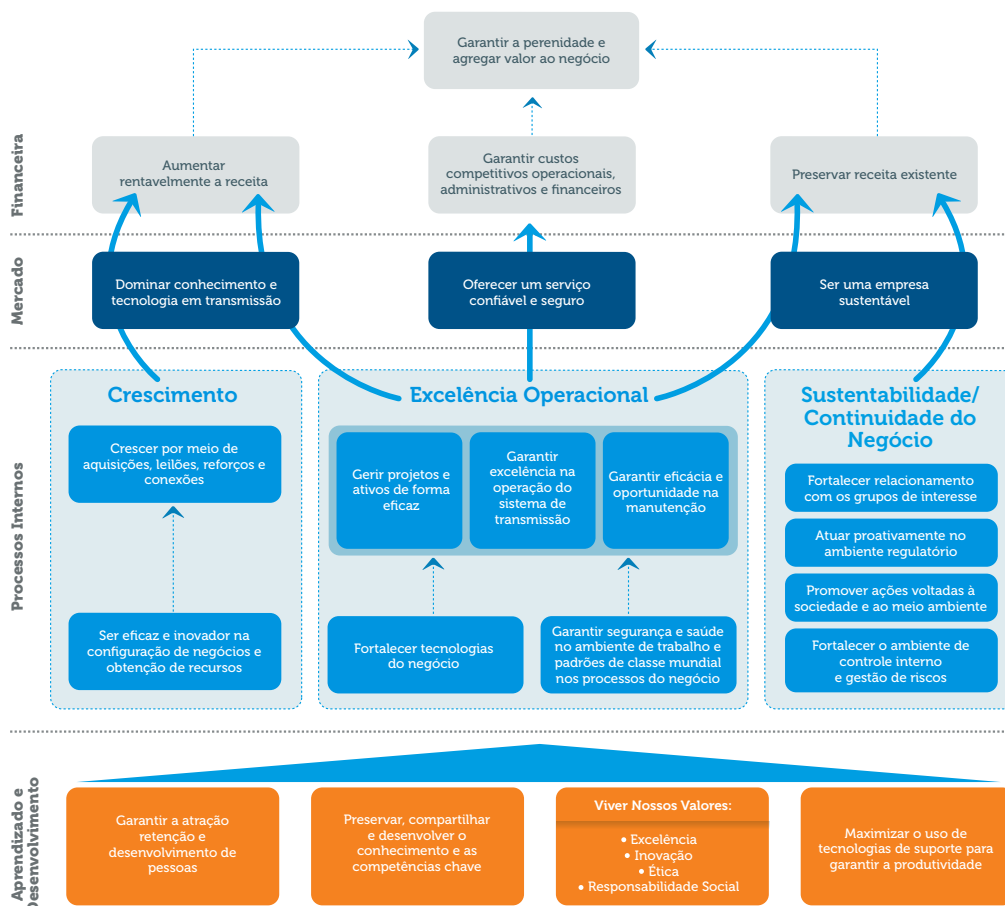 Garantir a perenidade e
agregar valor ao negócio
Financeira
Aumentar
rentavelmente a receita
Garantir custos
competitivos operacionais,
administrativos e financeiros
Preservar receita existente
Mercado
Dominar conhecimento e
tecnologia em transmissão
Oferecer um serviço
confiável e seguro
Ser uma empresa
sustentável
Processos Internos
Crescimento
Crescer por meio de
aquisições, leilões, reforços e
conexões
Ser eficaz e inovador na
configuração de negócios e
obtenção de recursos
Excelência Operacional
Gerir projetos e
ativos de forma
eficaz
Garantir
excelência na
operação do
sistema de
transmissão
Garantir eficácia e
oportunidade na
manutenção
Fortalecer tecnologias
do negócio
Garantir segurança e saúde
no ambiente de trabalho e
padrões de classe mundial
nos processos do negócio
Sustentabilidade/
Continuidade do
Negócio
Fortalecer relacionamento
com os grupos de interesse
Atuar proativamente no
ambiente regulatório
Promover ações voltadas à
sociedade e ao meio ambiente
Fortalecer o ambiente de
controle interno
e gestão de riscos
Aprendizado e
Desenvolvimento
Garantir a atração
retenção e
desenvolvimento de
pessoas
Preservar, compartilhar
e desenvolver o
conhecimento e as
competências chave
Viver Nossos Valores:
• Excelência
• Inovação
• Ética
• Responsabilidade Social
Maximizar o uso de
tecnologias de suporte para
garantir a produtividade